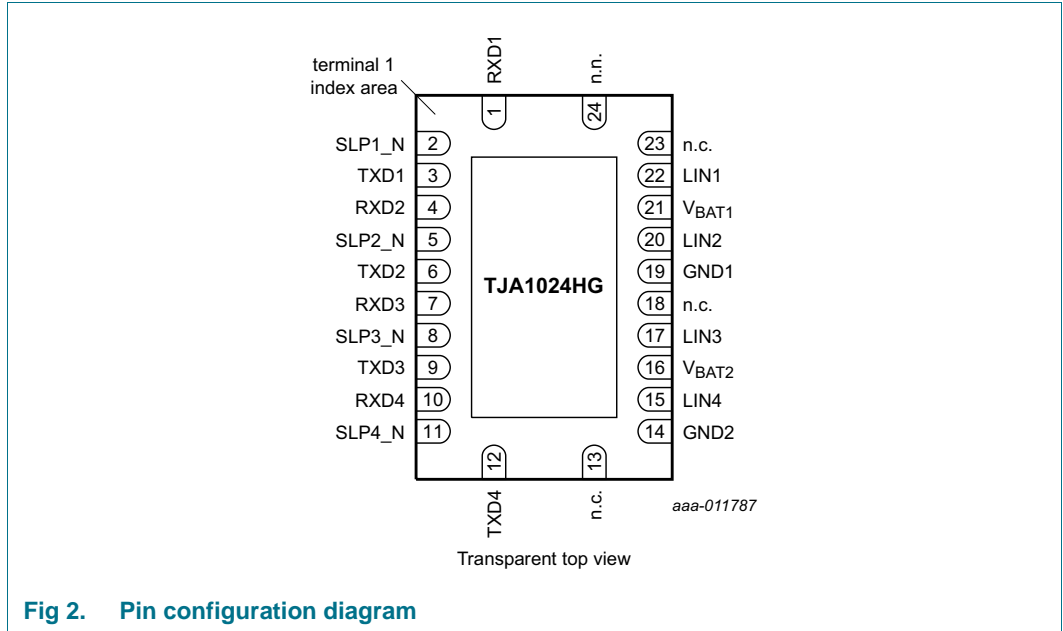 terminal 1
index area
RXD1
n.n.
1
24
SLP1_N 2
TXD1 3
RXD2 4
SLP2_N 5
TXD2 6
RXD3 7
SLP3_N 8
TXD3 9
RXD4 10
SLP4_N 11
TJA1024HG
23 n.c.
22 LIN1
21 VBAT1
20 LIN2
19 GND1
18 n.c.
17 LIN3
16 VBAT2
15 LIN4
14 GND2
12
13
TXD4
n.c.
aaa-011787
Transparent top view
Fig 2. Pin configuration diagram